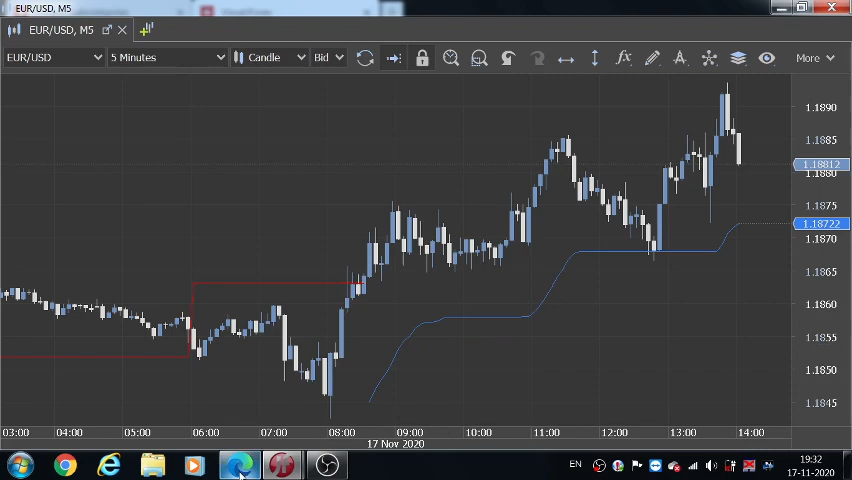 EUR/USD, M5
EUR/USD, M5
EUR/USD
5 Minutes
Candle
Bid
fx
More
1.1890
1.1885
1.18812
1.1880
1.1875
1.18722
1.1870
1.1865
1.1860
1.1855
1.1850
1.1845
03:00 04:00 05:00 06:00 07:00 08:00 09:00 10:00 11:00 12:00 13:00 14:00
17 Nov 2020
EN
19:32
17-11-2020